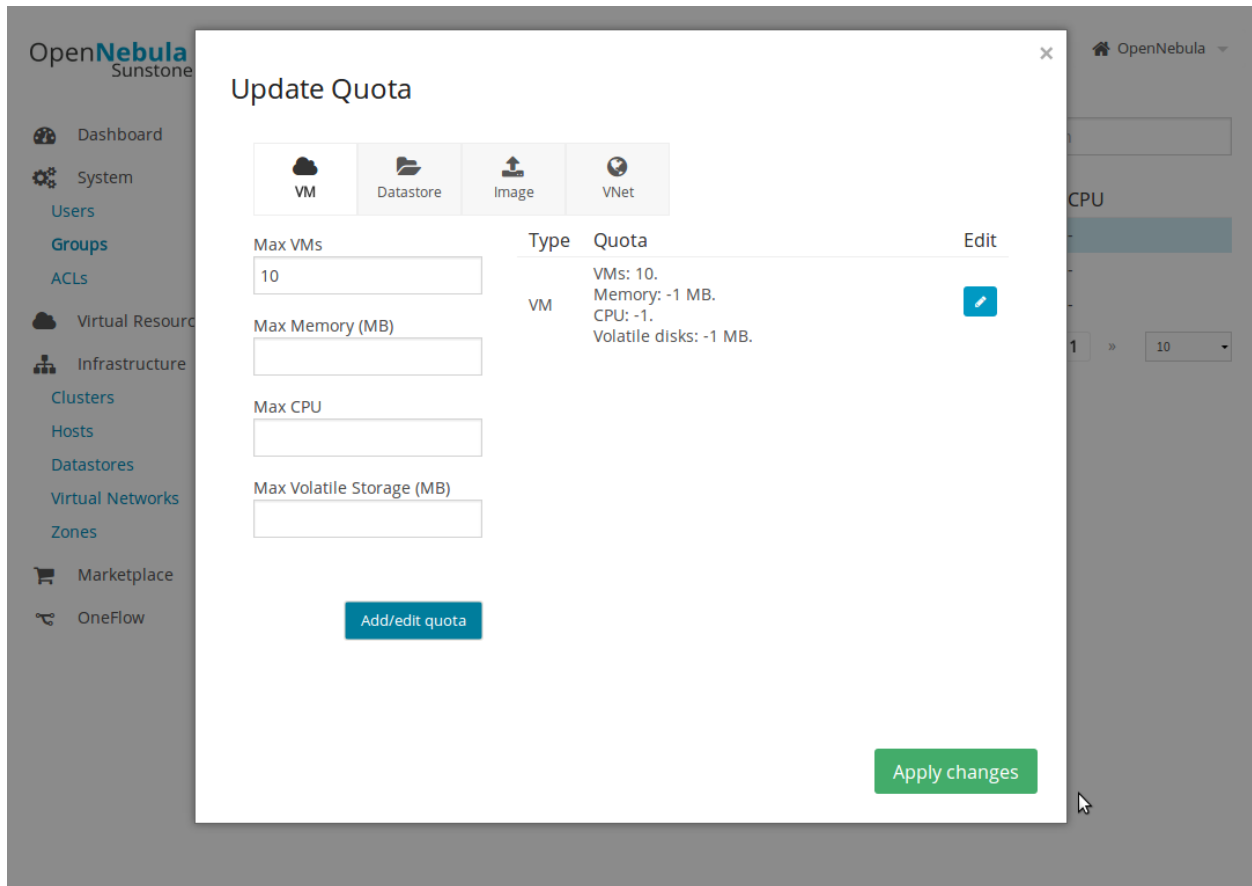 OpenNebula
Sunstone
OpenNebula
Dashboard
System
Users
Groups
ACLs
Virtual Resourc
Infrastructure
Clusters
Hosts
Datastores
Virtual Networks
Zones
Marketplace
OneFlow
×
Update Quota
VM
Datastore
Image
VNet
Max VMs
10
Max Memory (MB)
Max CPU
Max Volatile Storage (MB)
Add/edit quota
Type Quota Edit
VM
VMs: 10.
Memory: -1 MB.
CPU: -1.
Volatile disks: -1 MB.
Apply changes
CPU
-
-
-
1 » 10